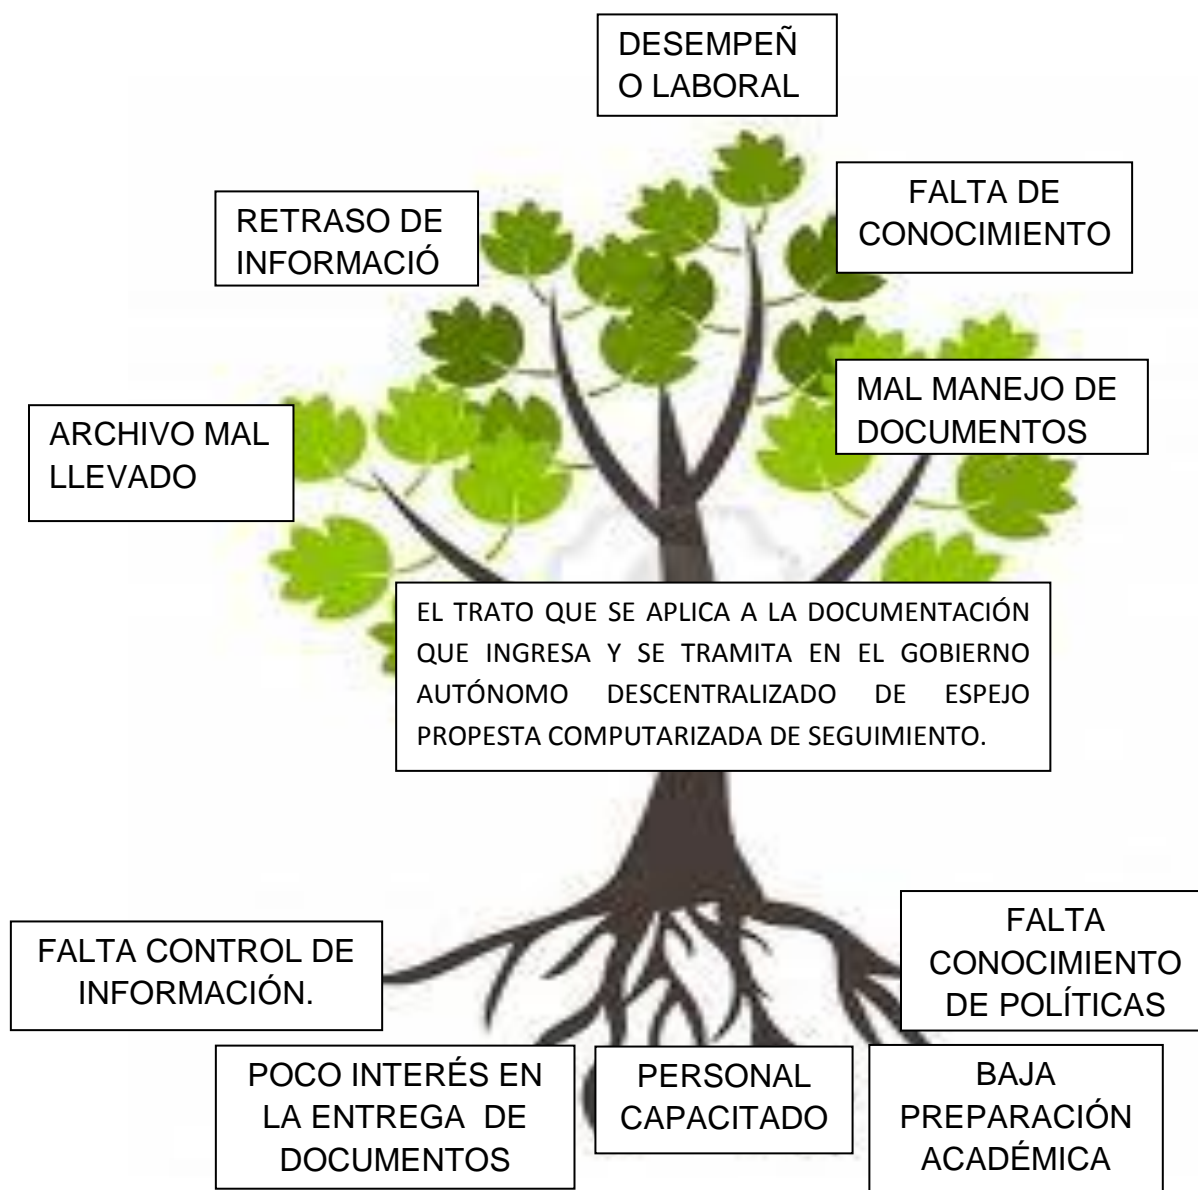 DESEMPEÑ
O LABORAL
RETRASO DE
INFORMACIÓ
FALTA DE
CONOCIMIENTO
ARCHIVO MAL
LLEVADO
MAL MANEJO DE
DOCUMENTOS
EL TRATO QUE SE APLICA A LA DOCUMENTACIÓN
QUE INGRESA Y SE TRAMITA EN EL GOBIERNO
AUTÓNOMO DESCENTRALIZADO DE ESPEJO
PROPESTA COMPUTARIZADA DE SEGUIMIENTO.
FALTA CONTROL DE
INFORMACIÓN.
FALTA
CONOCIMIENTO
DE POLÍTICAS
POCO INTERÉS EN
LA ENTREGA DE
DOCUMENTOS
PERSONAL
CAPACITADO
BAJA
PREPARACIÓN
ACADÉMICA